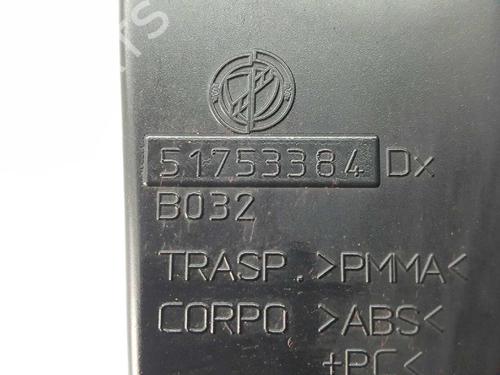 51753384 Dx
B032
TRASP. >PMMA<
CORPO >ABS<
+PC<